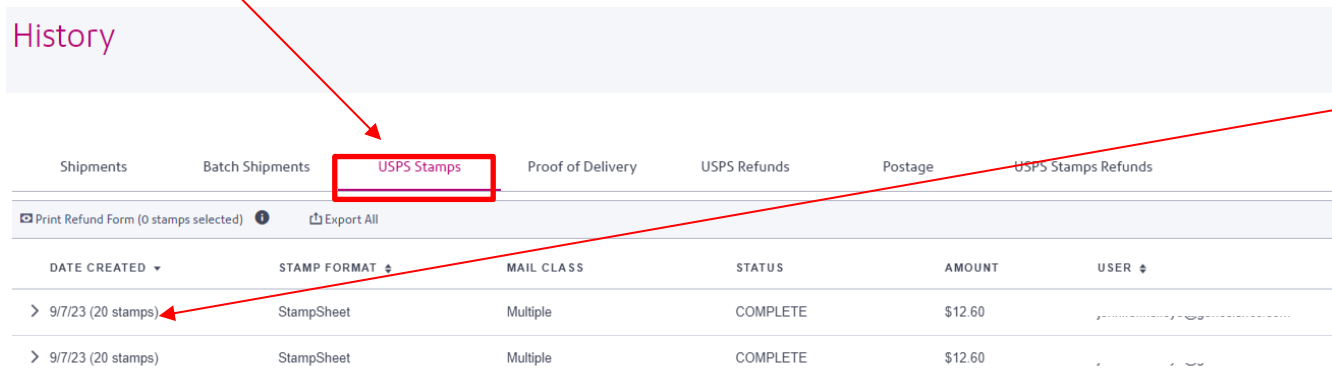 History
Shipments Batch Shipments USPS Stamps Proof of Delivery USPS Refunds Postage USPS Stamps Refunds
Print Refund Form (0 stamps selected) Export All
DATE CREATED STAMP FORMAT MAIL CLASS STATUS AMOUNT USER
9/7/23 (20 stamps) StampSheet Multiple COMPLETE $12.60
9/7/23 (20 stamps) StampSheet Multiple COMPLETE $12.60